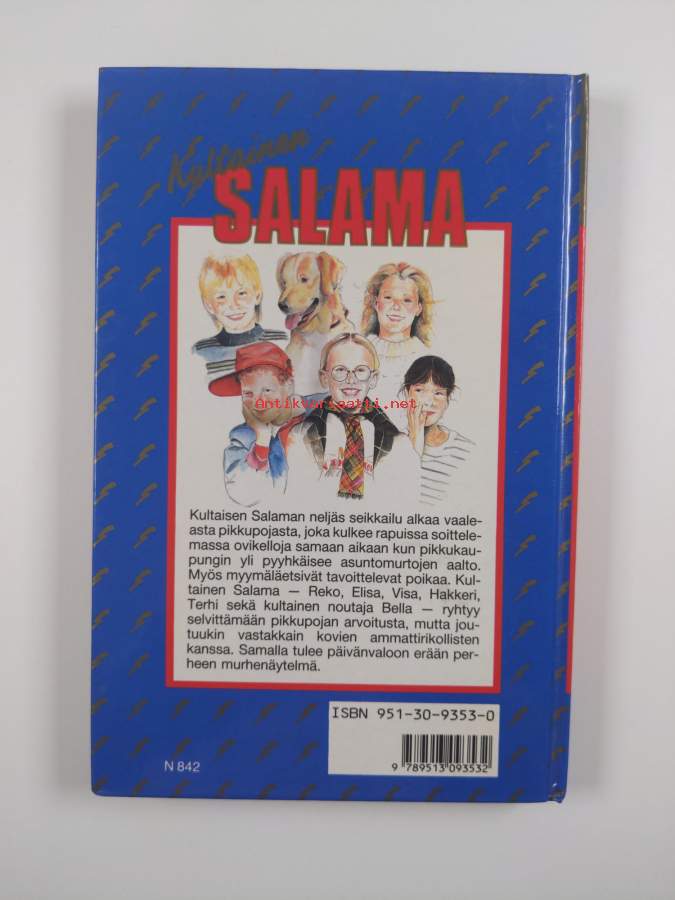 Kultainen
SALAMA
Antikvariaatti.net
Kultaisen Salaman neljäs seikkailu alkaa vaale-
asta pikkupojasta, joka kulkee rapuissa soittele-
massa ovikelloja samaan aikaan kun pikkukau-
pungin yli pyyhkäisee asuntomurtojen aalto.
Myös myymäläetsivät tavoittelevat poikaa. Kul-
tainen Salama — Reko, Elisa, Visa, Hakkeri,
Terhi sekä kultainen noutaja Bella — ryhtyy
selvittämään pikkupojan arvoitusta, mutta jou-
tuukin vastakkain kovien ammattirikollisten
kanssa. Samalla tulee päivänvaloon erään per-
heen murhenäytelmä.
ISBN 951-30-9353-0
9 789513 093532
N 842